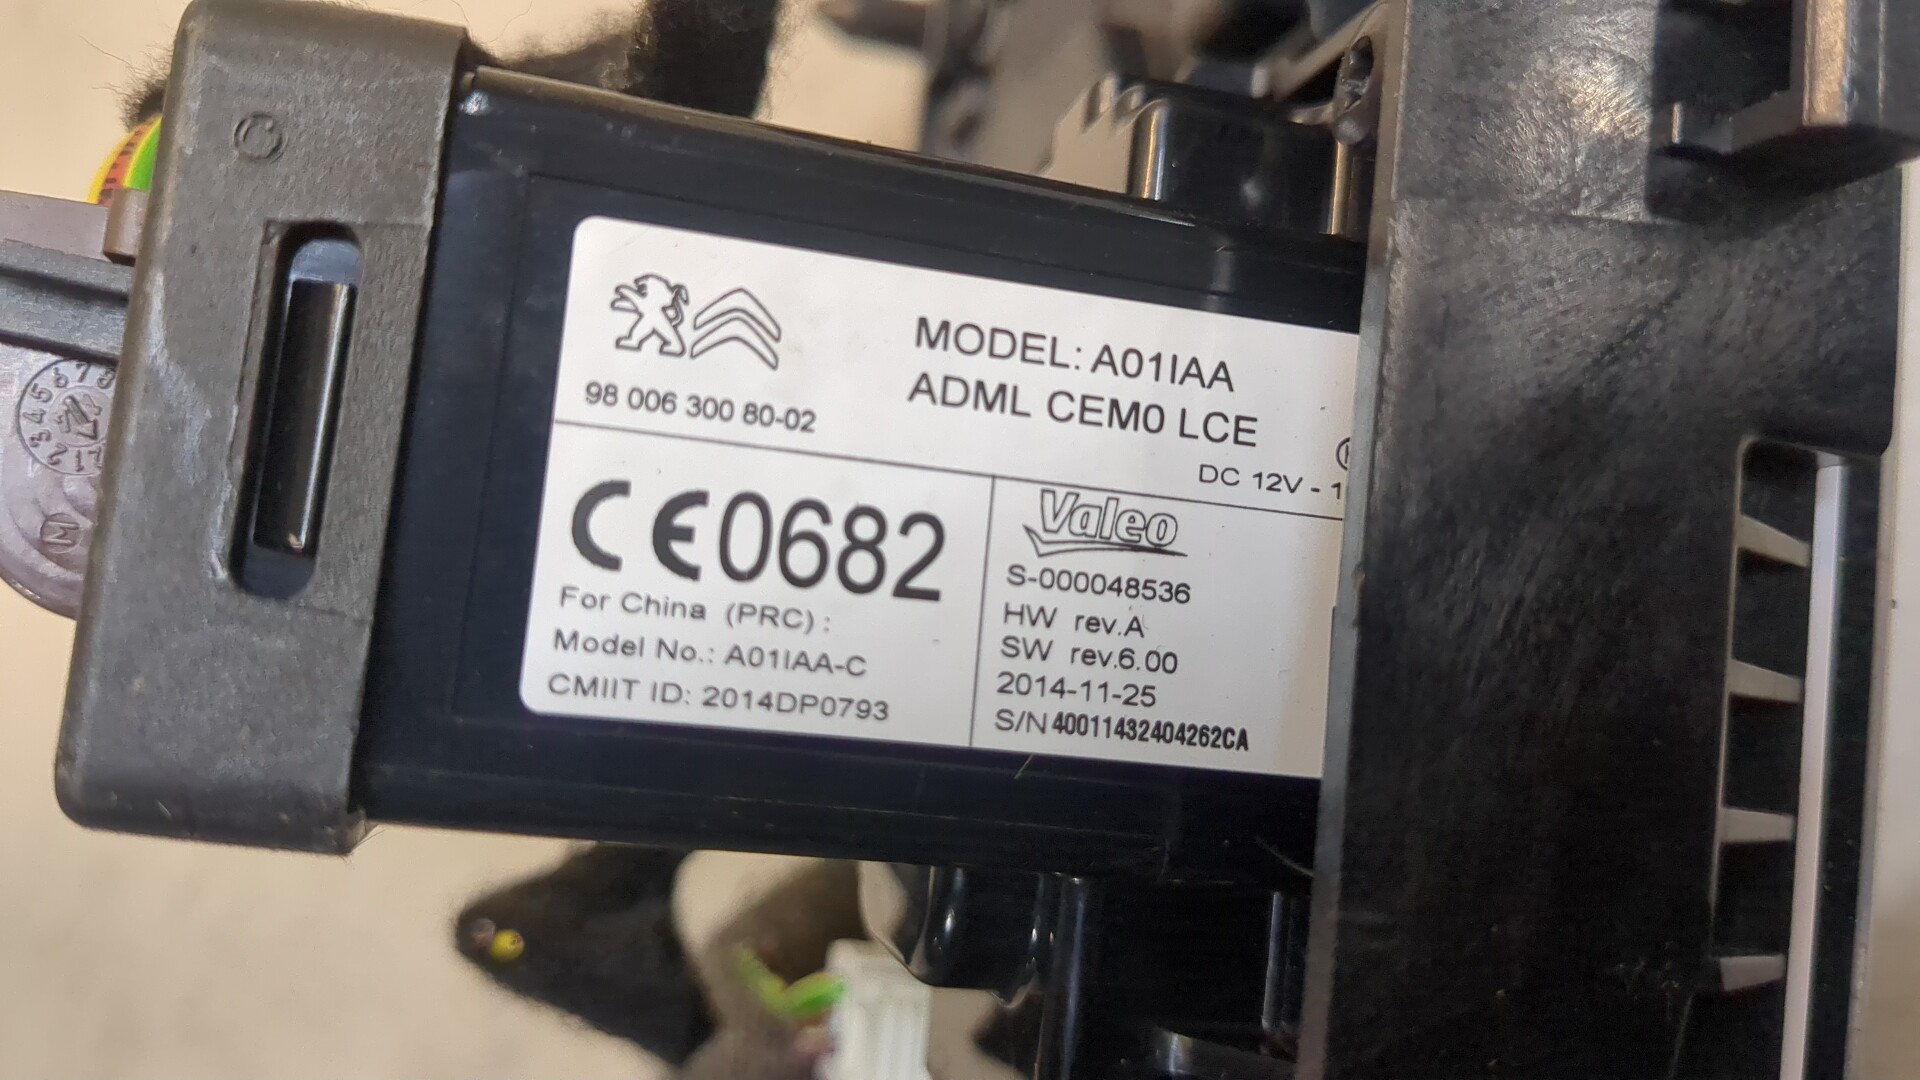 98 006 300 80-02
MODEL: A01IAA
ADML CEM0 LCE
DC 12V - 1
CE0682
For China (PRC) :
Model No.: A01IAA-C
CMIIT ID: 2014DP0793
Valeo
S-000048536
HW rev.A
SW rev.6.00
2014-11-25
S/N 40011432404262CA
C
M